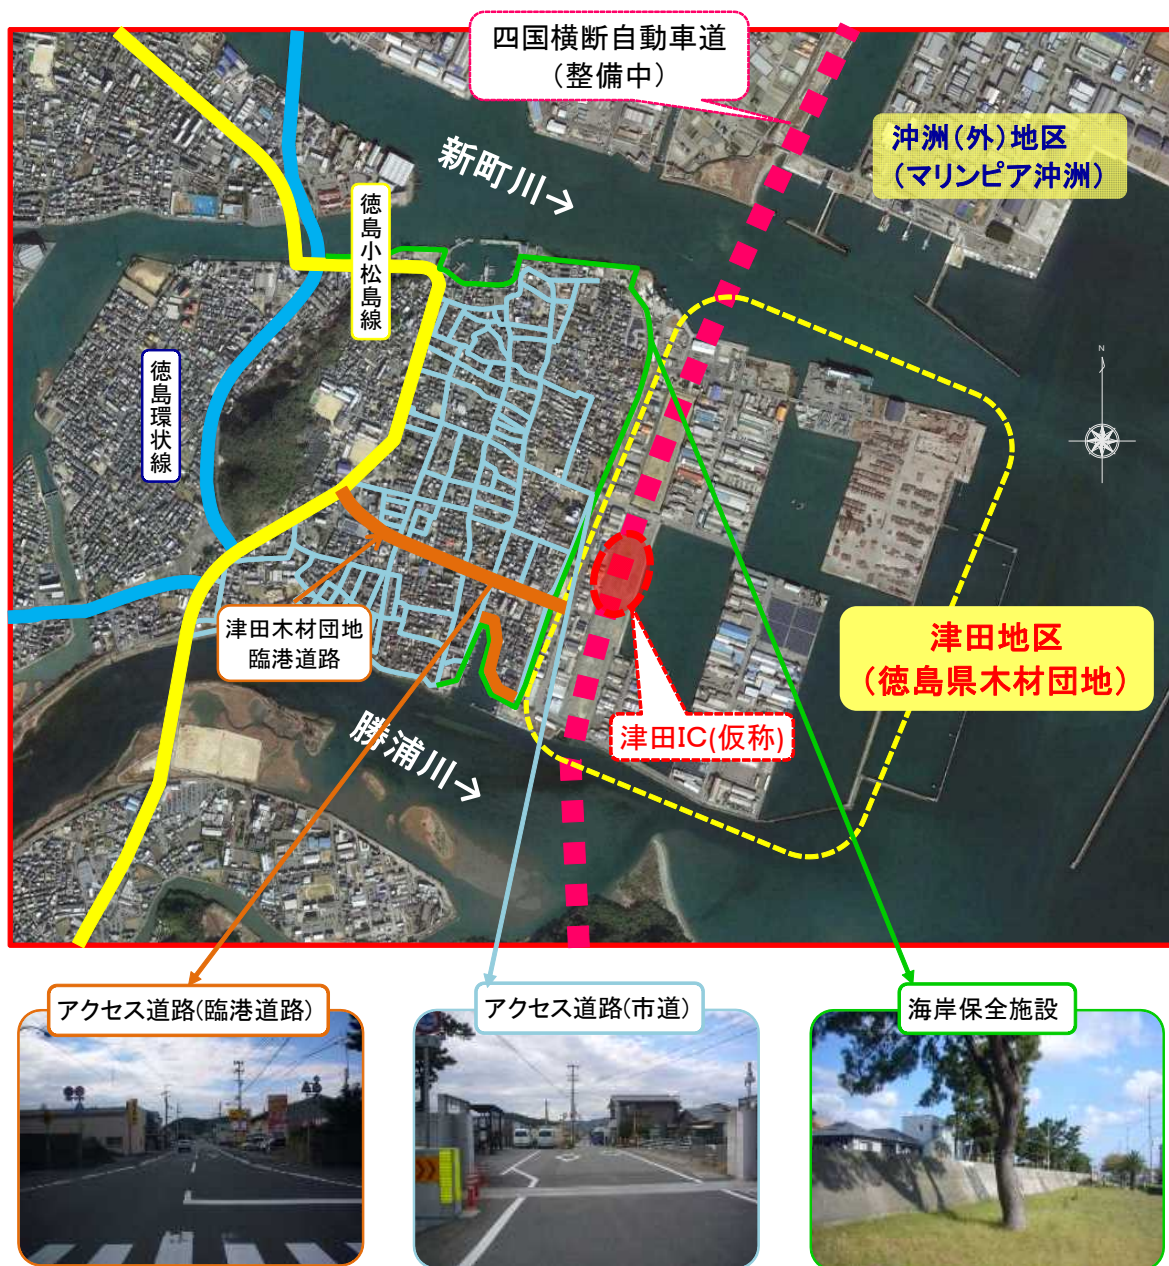 四国横断自動車道
（整備中）
沖洲（外）地区
（マリンピア沖洲）
新町川→
徳島小松島線
徳島環状線
N
津田木材団地
臨港道路
津田地区
（徳島県木材団地）
津田IC(仮称)
勝浦川→
アクセス道路(臨港道路)
アクセス道路(市道)
海岸保全施設